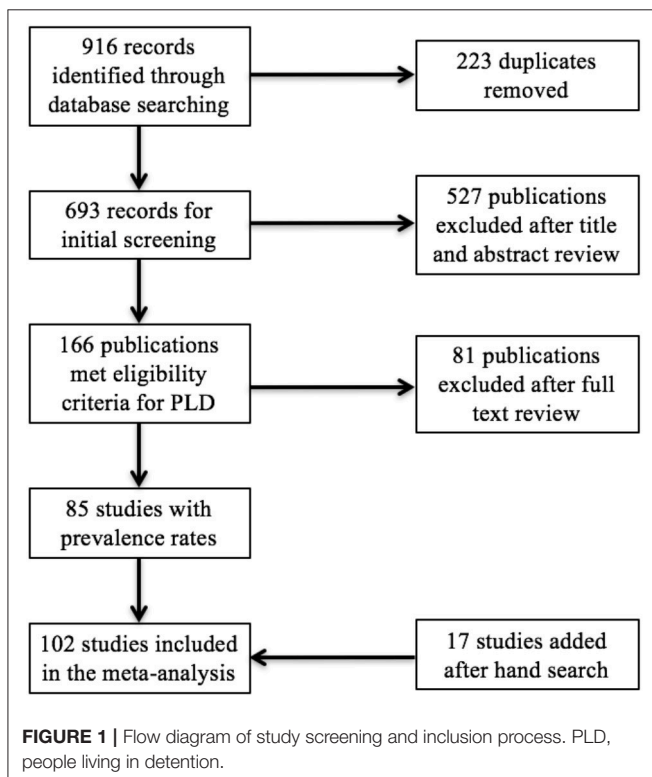 916 records
identified through
database searching
223 duplicates
removed
693 records for
initial screening
527 publications
excluded after title
and abstract review
166 publications
met eligibility
criteria for PLD
81 publications
excluded after full
text review
85 studies with
prevalence rates
102 studies included
in the meta-analysis
17 studies added
after hand search
FIGURE 1 | Flow diagram of study screening and inclusion process. PLD,
people living in detention.